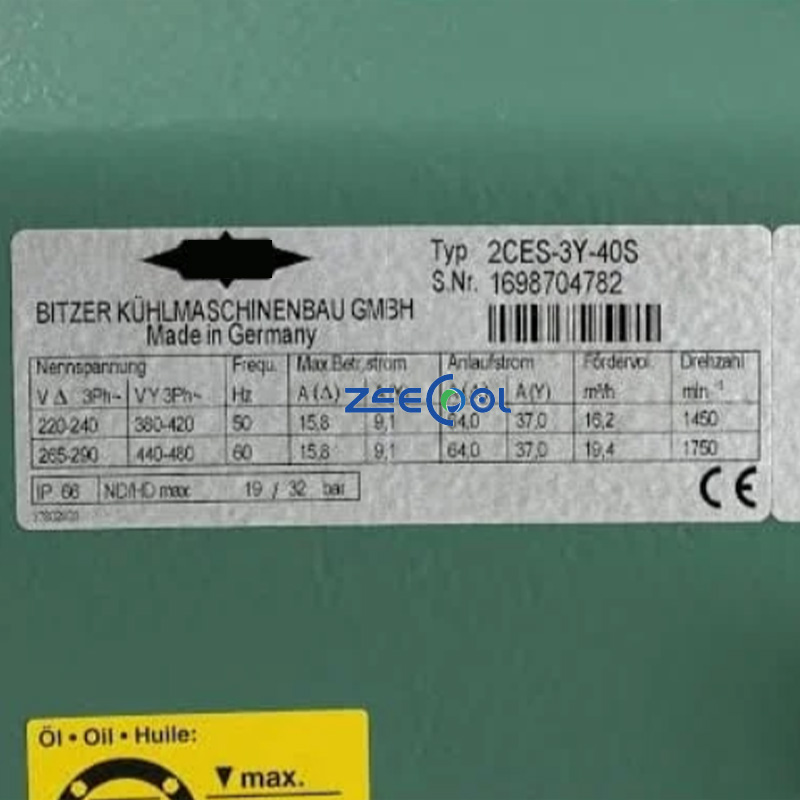 Typ 2CES-3Y-40S
S.Nr. 1698704782
BITZER KÜHLMASCHINENBAU GMBH
Made in Germany
Nennspannung Frequ. Max.Betr.strom Anlaufstrom Fördervol. Drehzahl
V Δ 3Ph~ VY 3Ph~ Hz A(Δ) A(Y) m³/h min⁻¹
ZEECOOL
220-240 380-420 50 15,8 9,1 64,0 37,0 16,2 1450
265-290 440-480 60 15,8 9,1 64,0 37,0 19,4 1750
IP 66 ND/HD max 19 / 32 bar
CE
Öl • Oil • Huile:
▼ max.